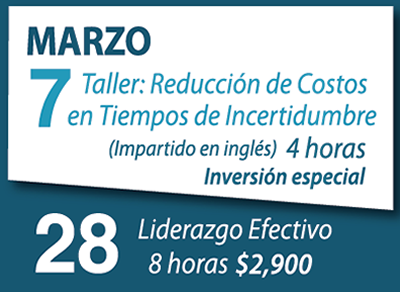 MARZO
7 Taller: Reducción de Costos
en Tiempos de Incertidumbre
(Impartido en inglés) 4 horas
Inversión especial
28 Liderazgo Efectivo
8 horas $2,900